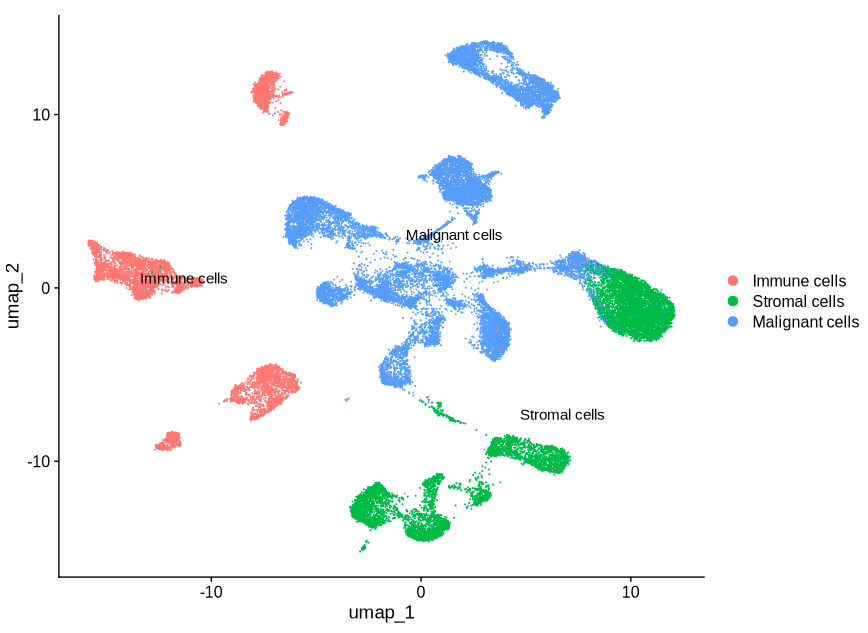 10
Malignant cells
umap_2
0
Immune cells
Immune cells
Stromal cells
Malignant cells
Stromal cells
-10
-10
0
10
umap_1